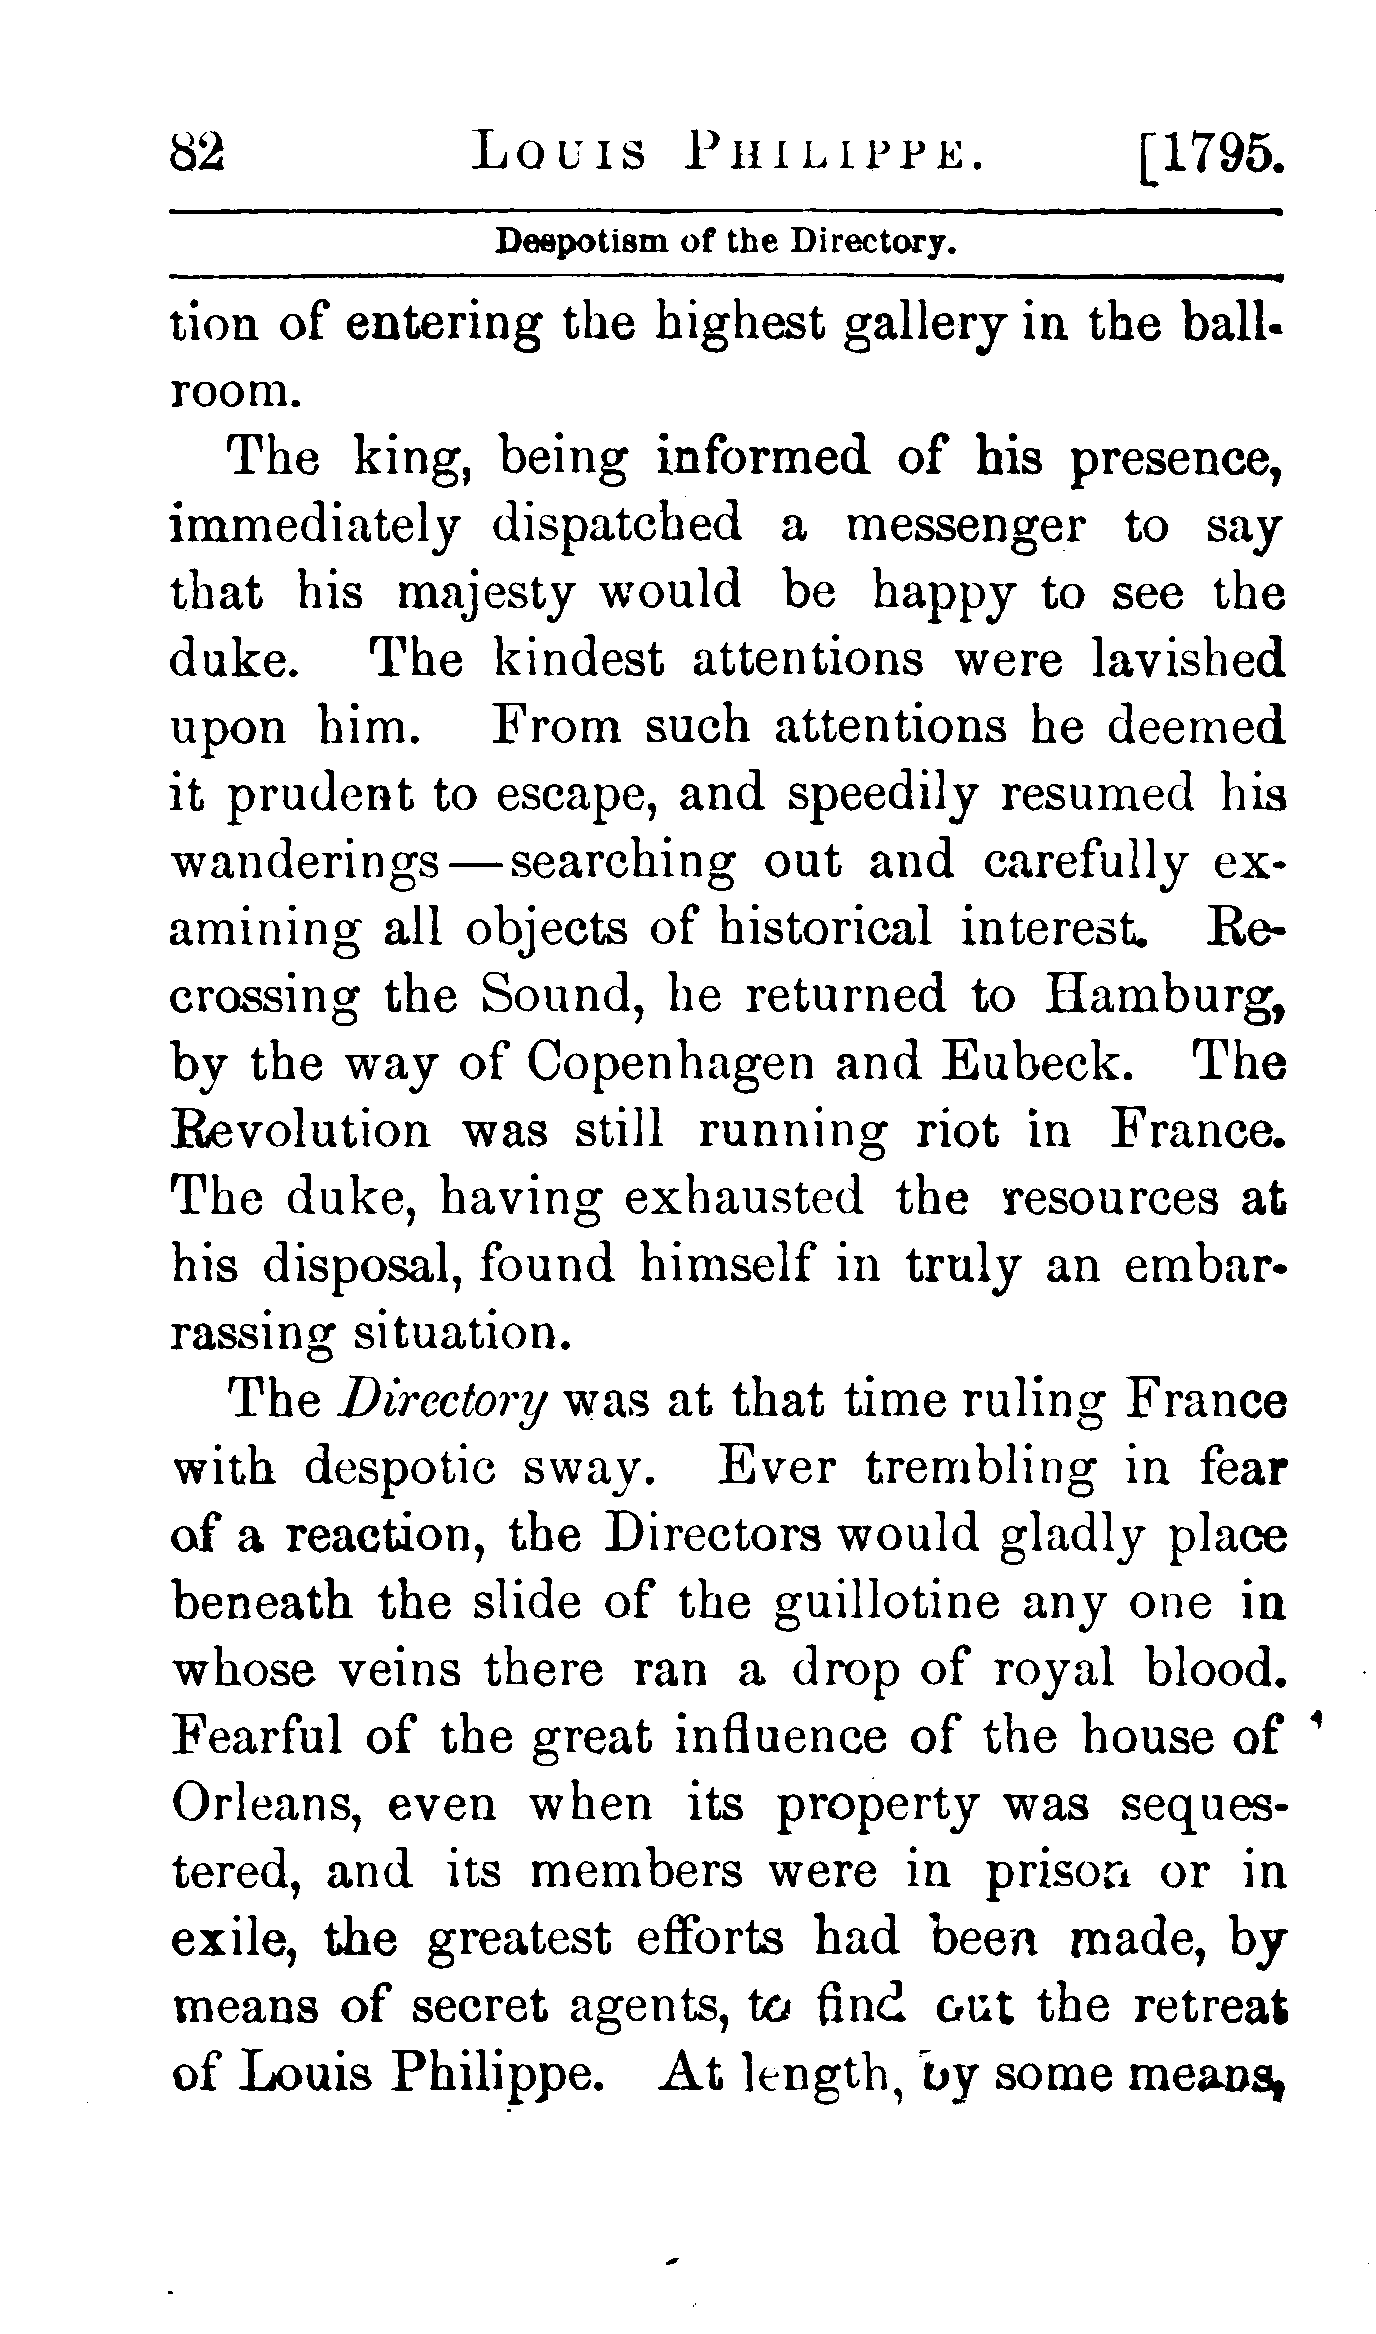 82 LOUIS PHILIPPE. [1795.
Despotism of the Directory.
tion of entering the highest gallery in the ball-
room.
The king, being informed of his presence,
immediately dispatched a messenger to say
that his majesty would be happy to see the
duke. The kindest attentions were lavished
upon him. From such attentions he deemed
it prudent to escape, and speedily resumed his
wanderings—searching out and carefully ex-
amining all objects of historical interest. Re-
crossing the Sound, he returned to Hamburg,
by the way of Copenhagen and Eubeck. The
Revolution was still running riot in France.
The duke, having exhausted the resources at
his disposal, found himself in truly an embar-
rassing situation.
The Directory was at that time ruling France
with despotic sway. Ever trembling in fear
of a reaction, the Directors would gladly place
beneath the slide of the guillotine any one in
whose veins there ran a drop of royal blood.
Fearful of the great influence of the house of
Orleans, even when its property was seques-
tered, and its members were in prison or in
exile, the greatest efforts had been made, by
means of secret agents, to find out the retreat
of Louis Philippe. At length, by some means,